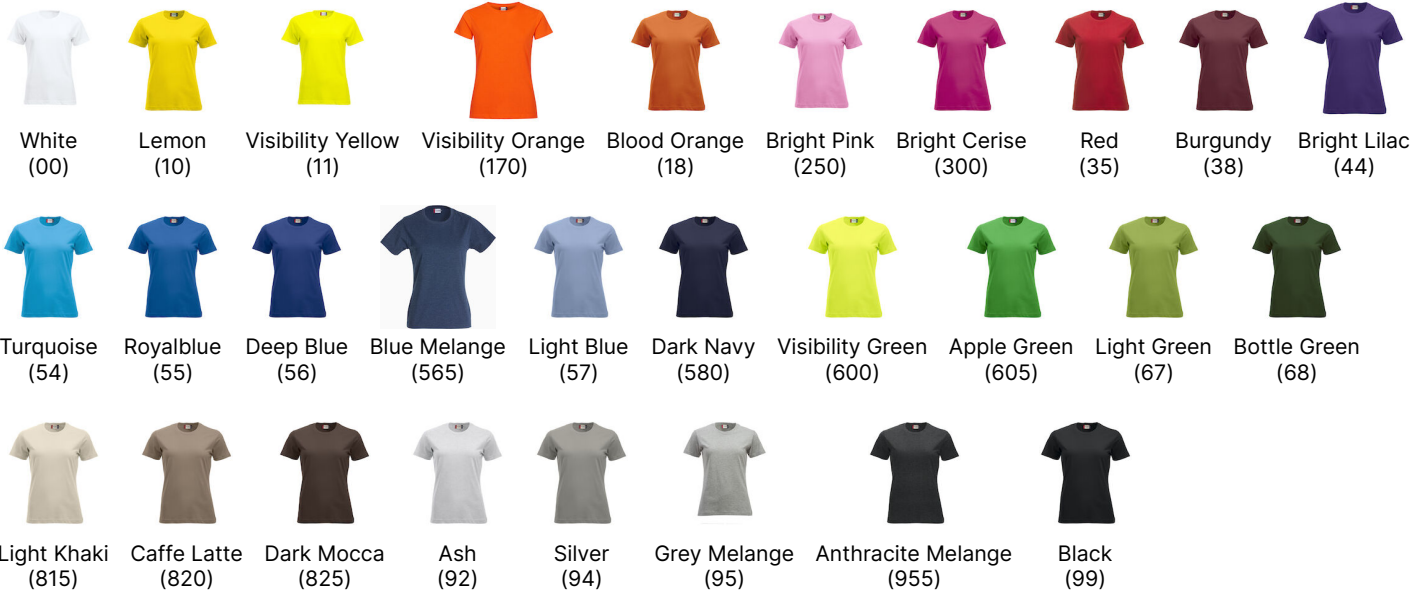 White
(00)
Lemon
(10)
Visibility Yellow
(11)
Visibility Orange
(170)
Blood Orange
(18)
Bright Pink
(250)
Bright Cerise
(300)
Red
(35)
Burgundy
(38)
Bright Lilac
(44)
Turquoise
(54)
Royalblue
(55)
Deep Blue
(56)
Blue Melange
(565)
Light Blue
(57)
Dark Navy
(580)
Visibility Green
(600)
Apple Green
(605)
Light Green
(67)
Bottle Green
(68)
Light Khaki
(815)
Caffe Latte
(820)
Dark Mocca
(825)
Ash
(92)
Silver
(94)
Grey Melange
(95)
Anthracite Melange
(955)
Black
(99)